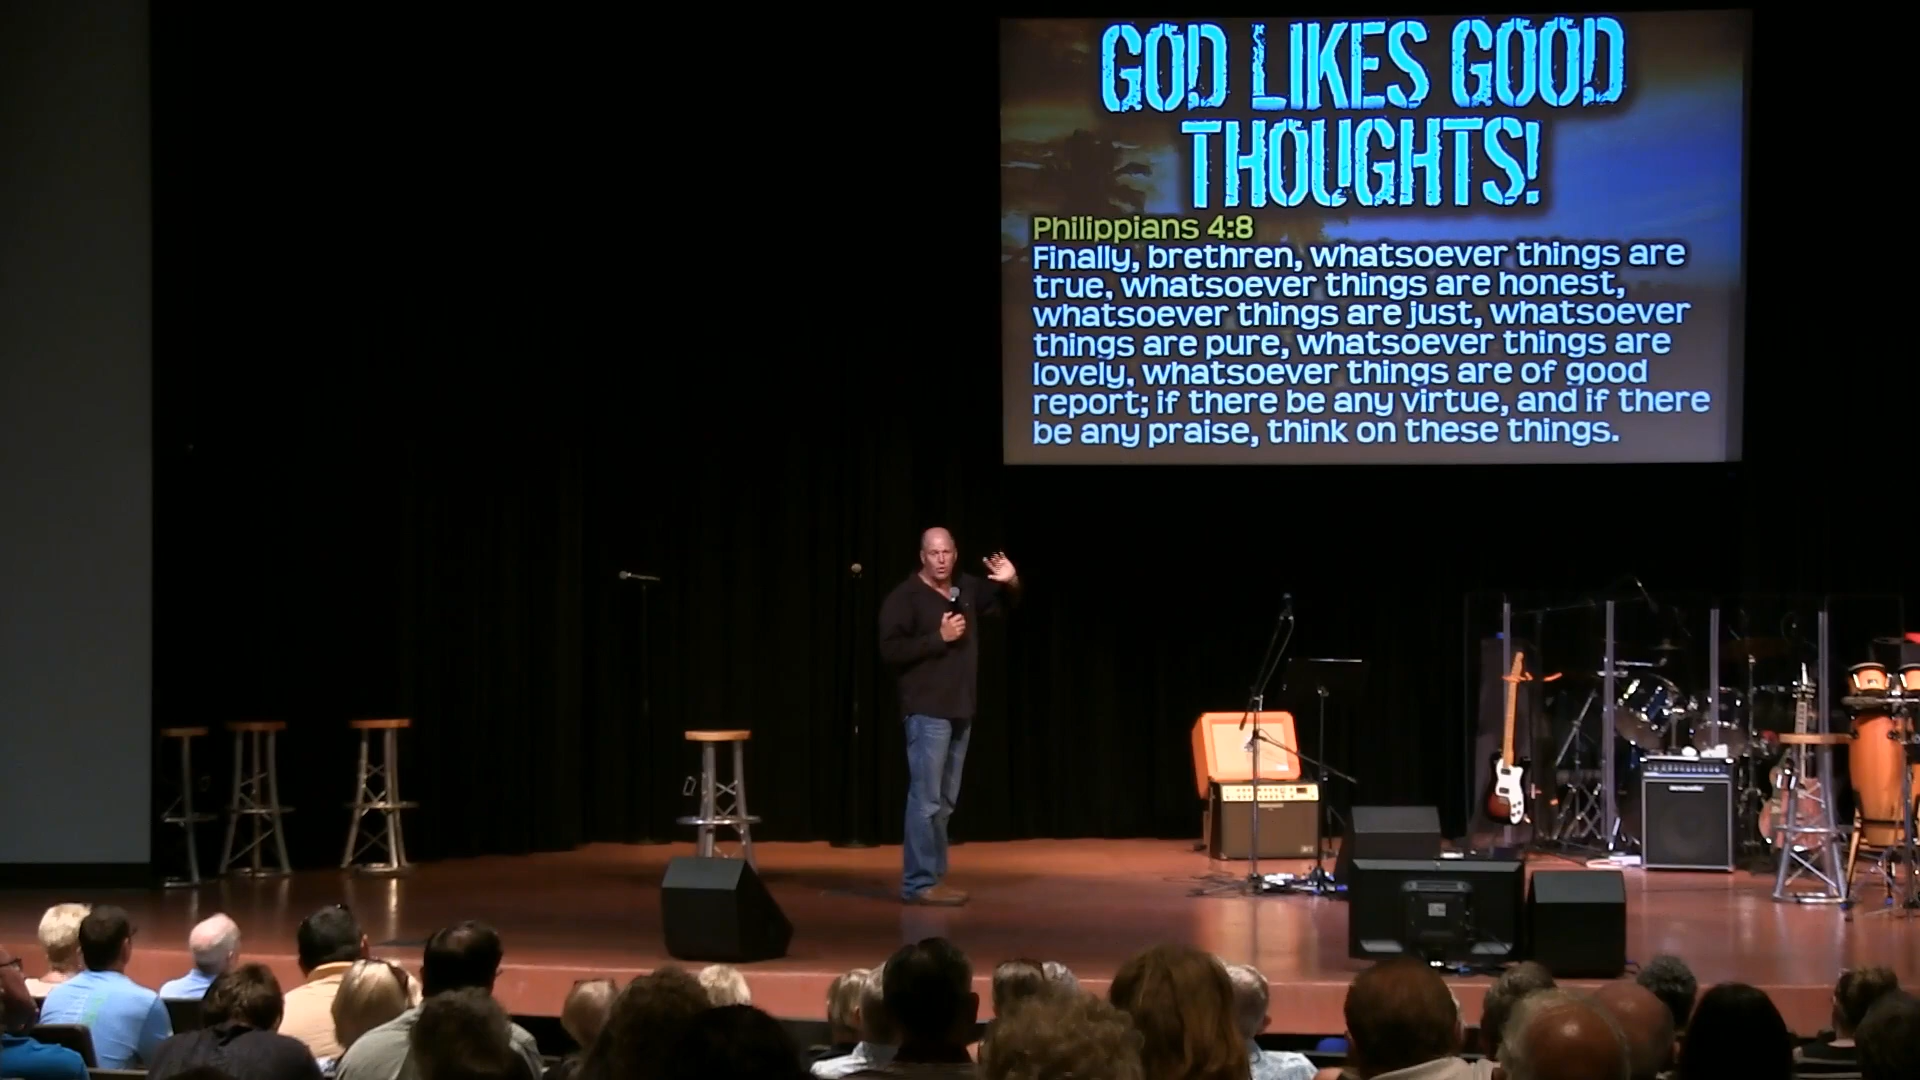 GOD LIKES GOOD
THOUGHTS!
Philippians 4:8
Finally, brethren, whatsoever things are
true, whatsoever things are honest,
whatsoever things are just, whatsoever
things are pure, whatsoever things are
lovely, whatsoever things are of good
report; if there be any virtue, and if there
be any praise, think on these things.